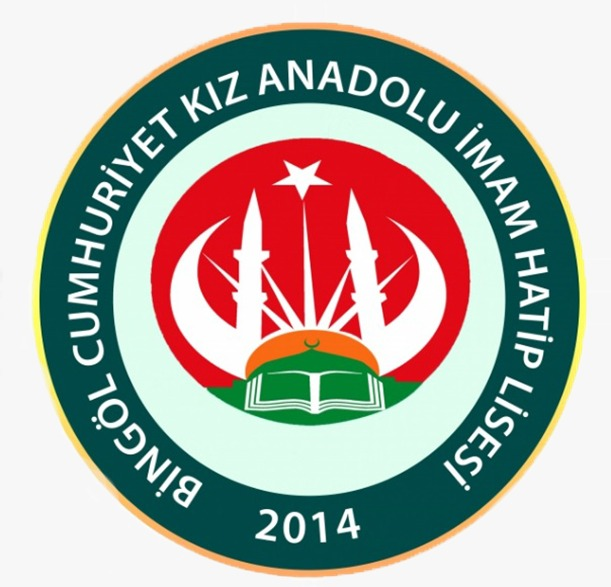 BİNGÖL CUMHURİYET KIZ ANADOLU İMAM HATİP LİSESİ
2014